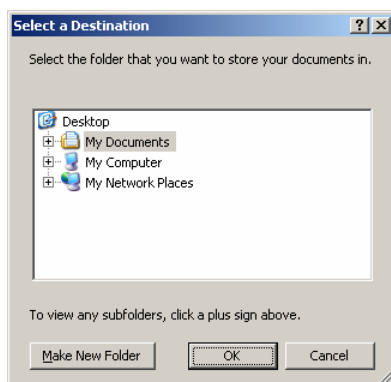 Select a Destination
Select the folder that you want to store your documents in.
Desktop
My Documents
My Computer
My Network Places
To view any subfolders, click a plus sign above.
Make New Folder OK Cancel